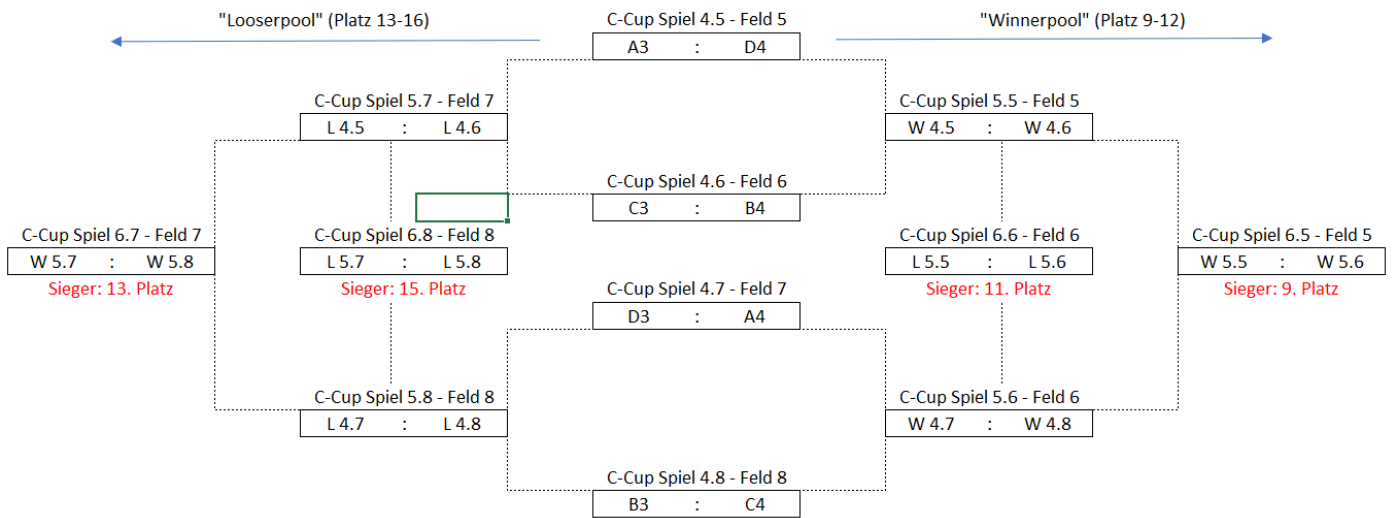 "Looserpool" (Platz 13-16)
C-Cup Spiel 4.5 - Feld 5
"Winnerpool" (Platz 9-12)
A3 : D4
C-Cup Spiel 5.7 - Feld 7
C-Cup Spiel 5.5 - Feld 5
L 4.5 : L 4.6
W 4.5 : W 4.6
C-Cup Spiel 4.6 - Feld 6
C3 : B4
C-Cup Spiel 6.7 - Feld 7
C-Cup Spiel 6.8 - Feld 8
C-Cup Spiel 6.6 - Feld 6
C-Cup Spiel 6.5 - Feld 5
W 5.7 : W 5.8
L 5.7 : L 5.8
L 5.5 : L 5.6
W 5.5 : W 5.6
Sieger: 13. Platz
Sieger: 15. Platz
Sieger: 11. Platz
Sieger: 9. Platz
C-Cup Spiel 4.7 - Feld 7
D3 : A4
C-Cup Spiel 5.8 - Feld 8
C-Cup Spiel 5.6 - Feld 6
L 4.7 : L 4.8
W 4.7 : W 4.8
C-Cup Spiel 4.8 - Feld 8
B3 : C4